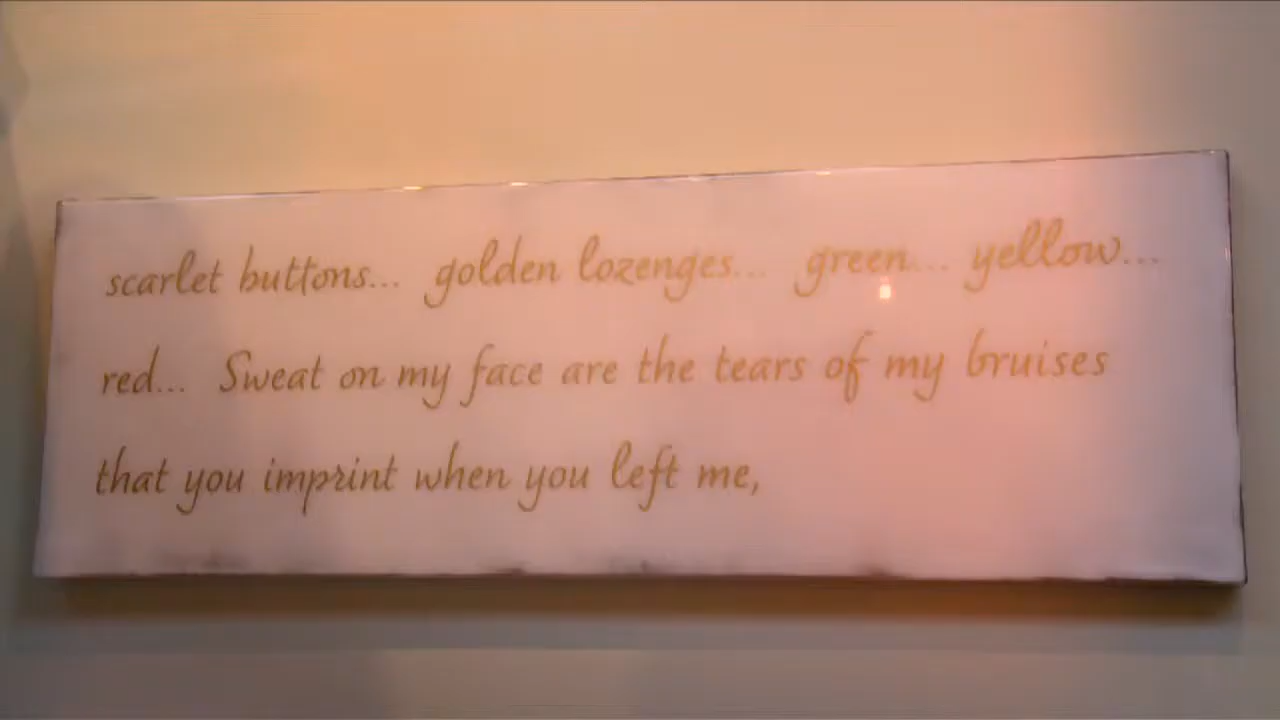 scarlet buttons... golden lozenges... green... yellow...
red... Sweat on my face are the tears of my bruises
that you imprint when you left me,